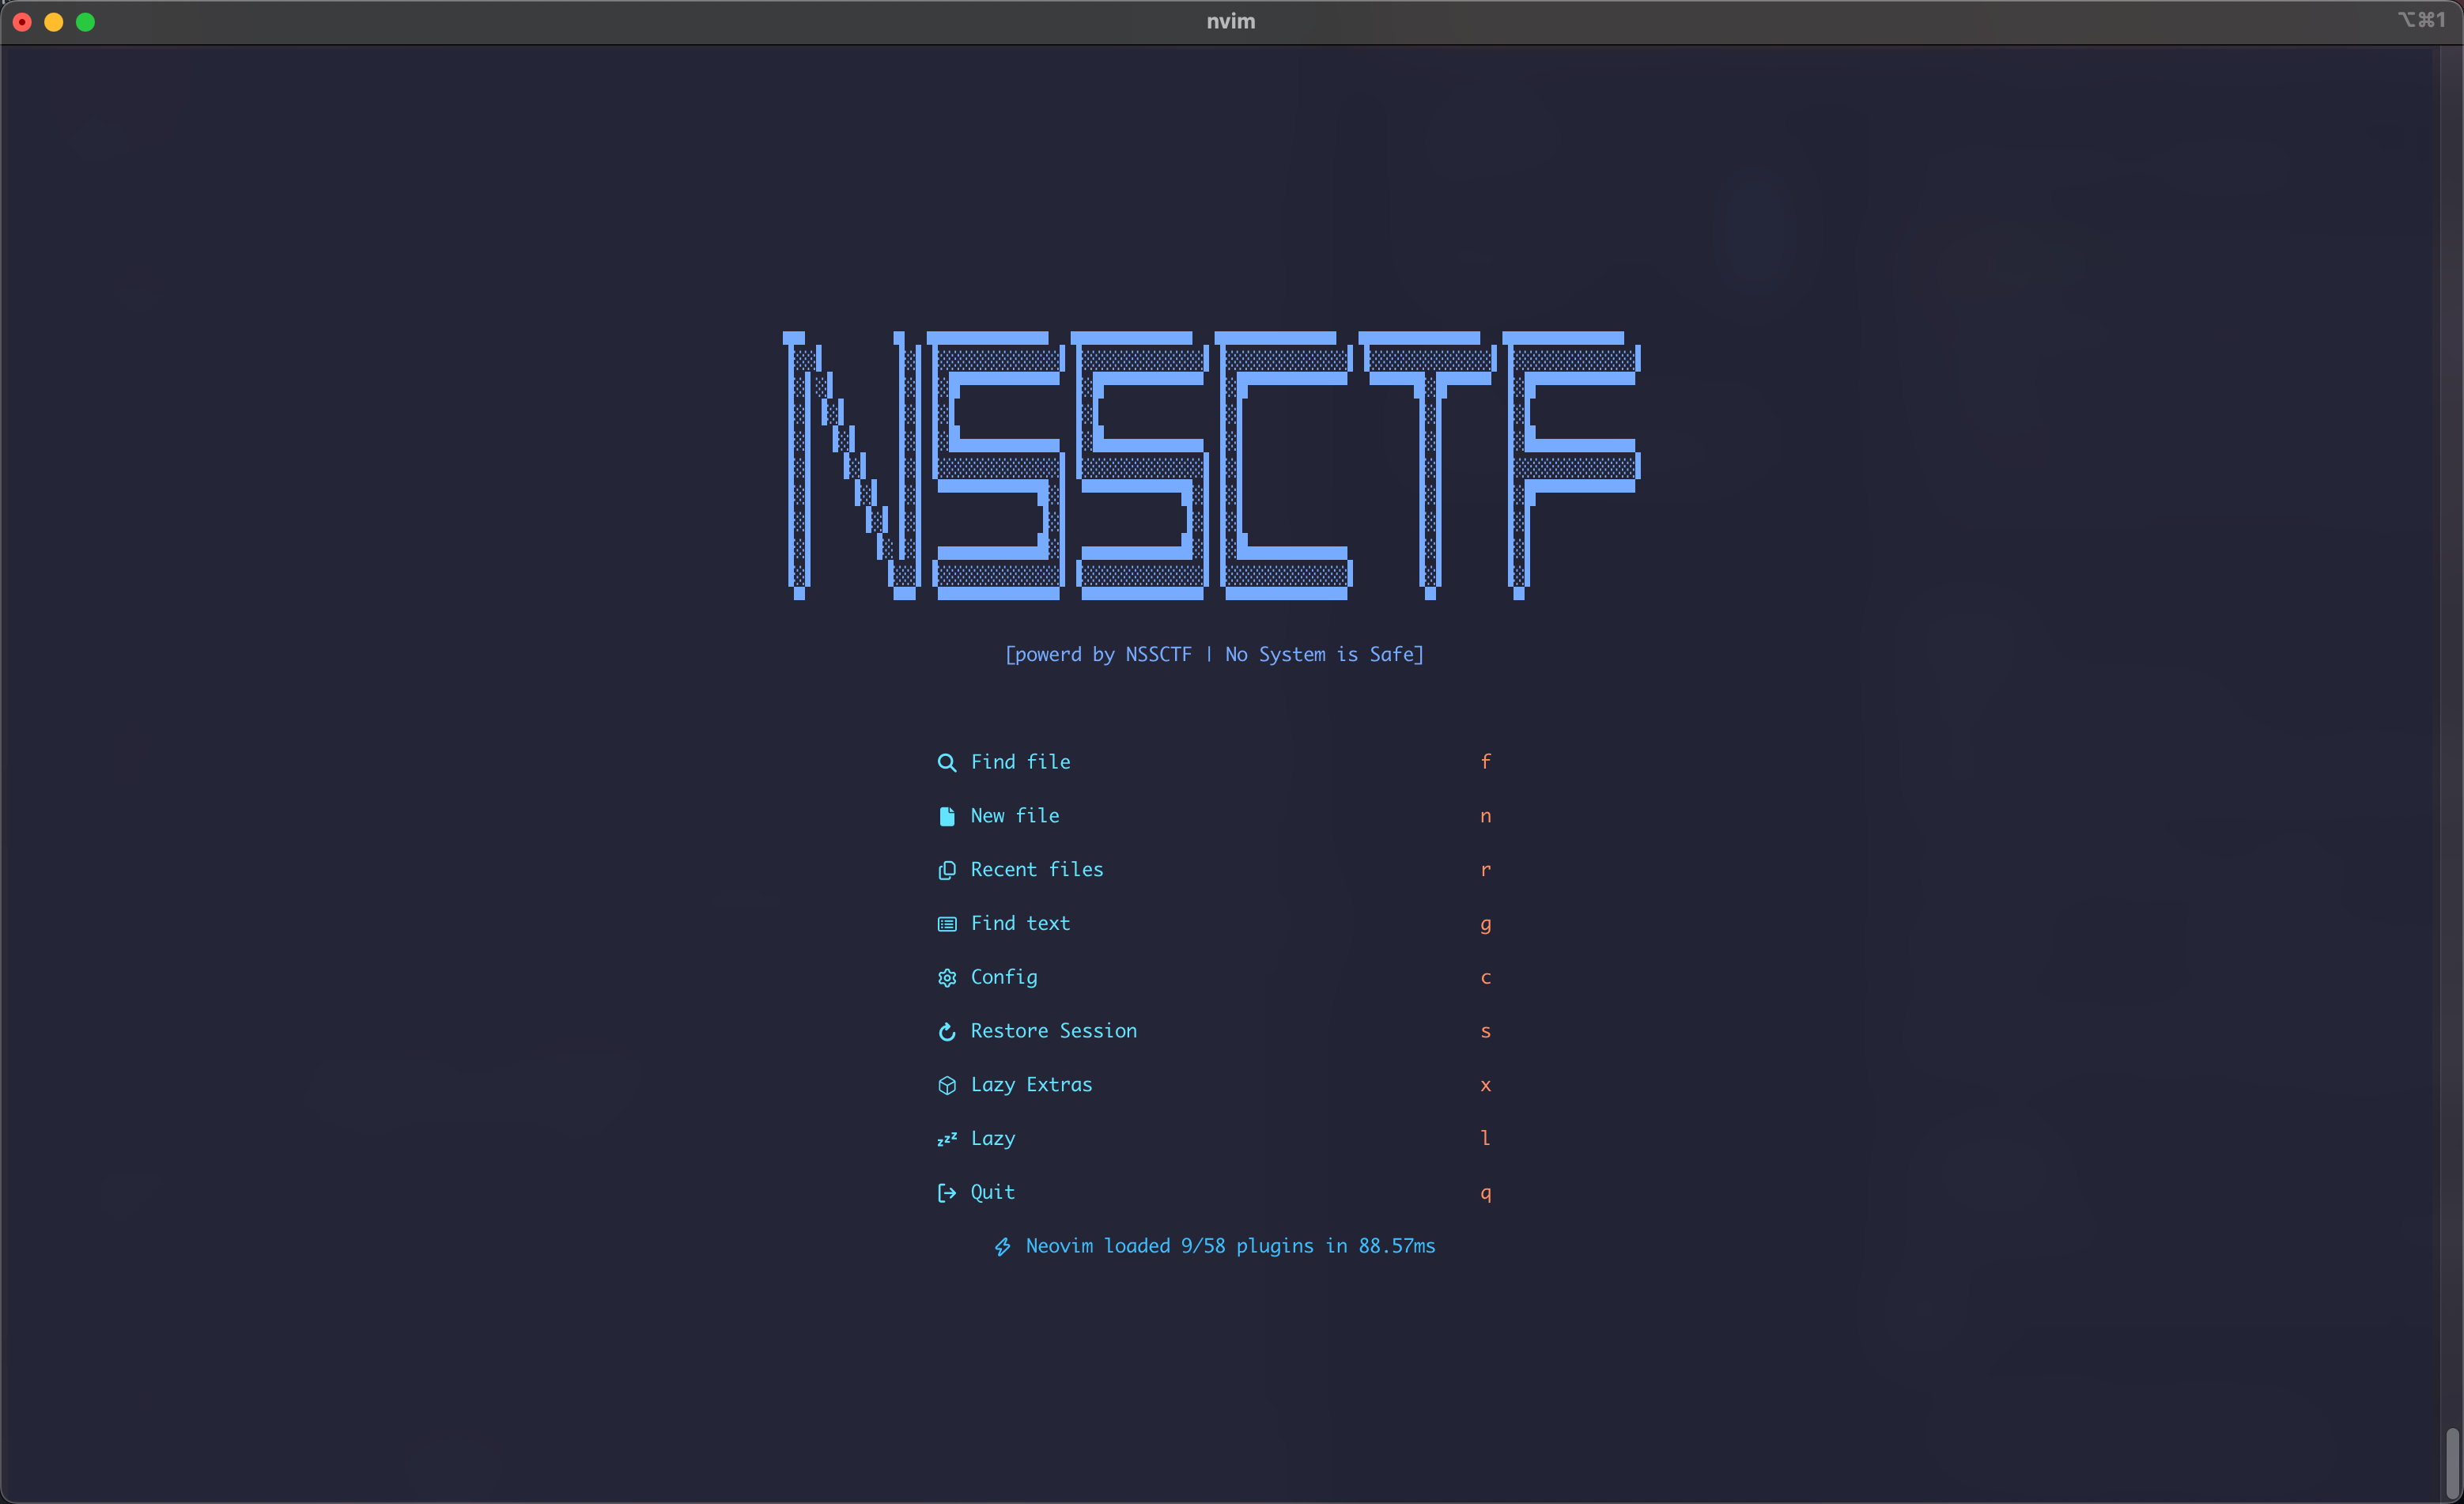 nvim
⌥⌘1
NSSCTF
[powerd by NSSCTF | No System is Safe]
Find file f
New file n
Recent files r
Find text g
Config c
Restore Session s
Lazy Extras x
zzz Lazy l
Quit q
Neovim loaded 9/58 plugins in 88.57ms